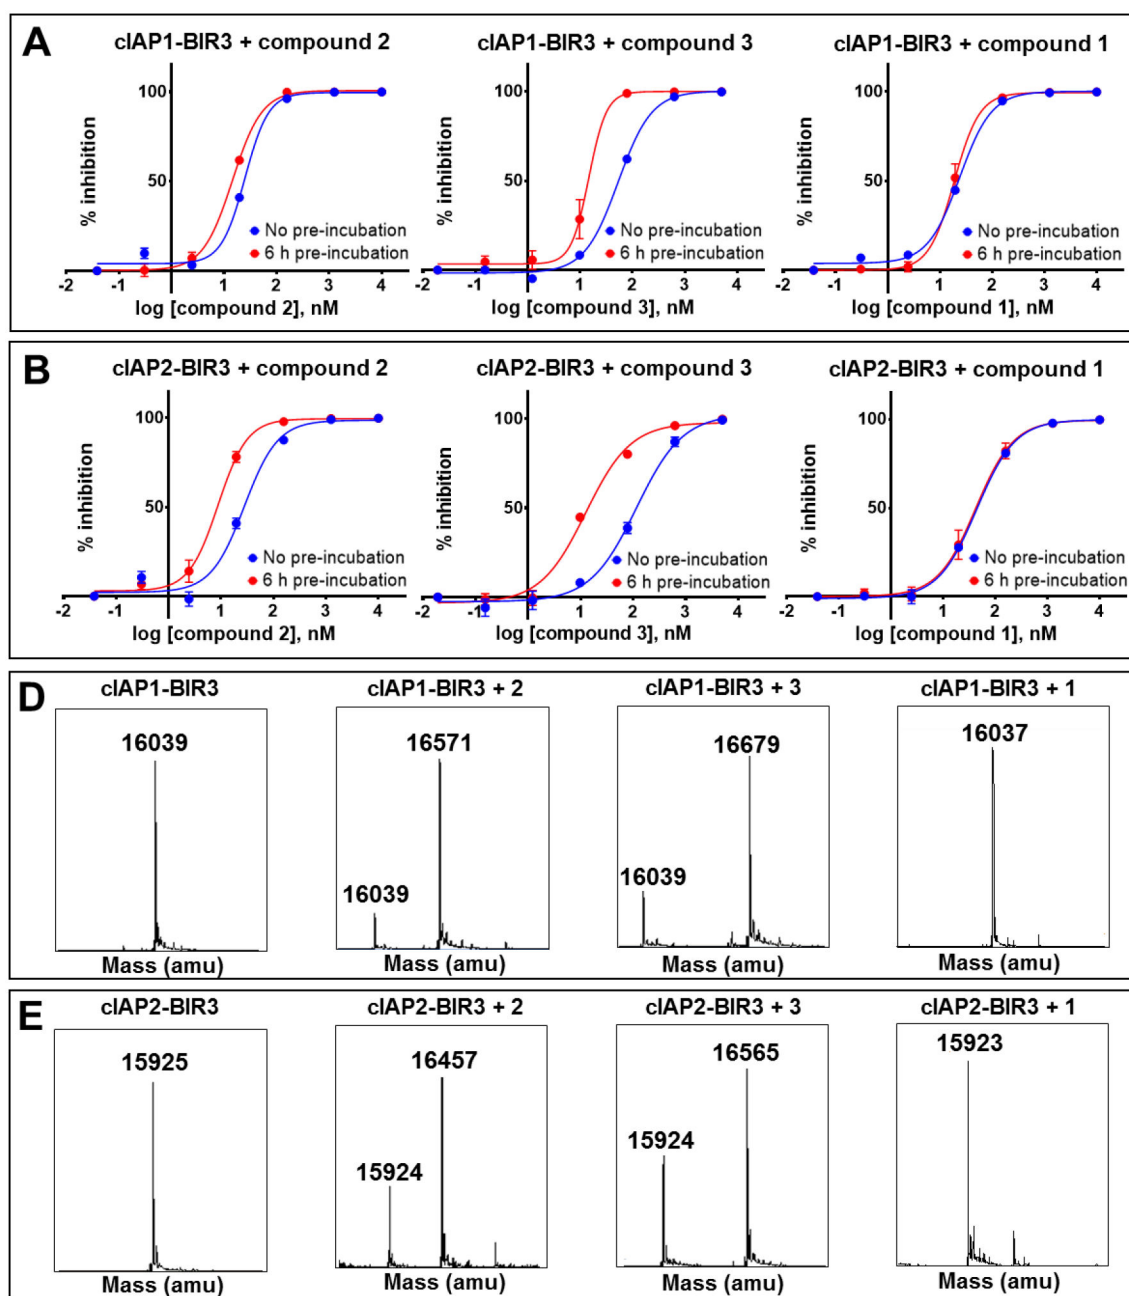 A
cIAP1-BIR3 + compound 2
cIAP1-BIR3 + compound 3
cIAP1-BIR3 + compound 1
% inhibition
100
50
No pre-incubation
6 h pre-incubation
-2 -1 0 1 2 3 4
log [compound 2], nM
% inhibition
100
50
No pre-incubation
6 h pre-incubation
-2 -1 0 1 2 3 4
log [compound 3], nM
% inhibition
100
50
No pre-incubation
6 h pre-incubation
-2 -1 0 1 2 3 4
log [compound 1], nM
B
cIAP2-BIR3 + compound 2
cIAP2-BIR3 + compound 3
cIAP2-BIR3 + compound 1
% inhibition
100
50
No pre-incubation
6 h pre-incubation
-2 -1 0 1 2 3 4
log [compound 2], nM
% inhibition
100
50
No pre-incubation
6 h pre-incubation
-2 -1 0 1 2 3 4
log [compound 3], nM
% inhibition
100
50
No pre-incubation
6 h pre-incubation
-2 -1 0 1 2 3 4
log [compound 1], nM
D
cIAP1-BIR3
cIAP1-BIR3 + 2
cIAP1-BIR3 + 3
cIAP1-BIR3 + 1
16039
Mass (amu)
16571
16039
Mass (amu)
16679
16039
Mass (amu)
16037
Mass (amu)
E
cIAP2-BIR3
cIAP2-BIR3 + 2
cIAP2-BIR3 + 3
cIAP2-BIR3 + 1
15925
Mass (amu)
16457
15924
Mass (amu)
16565
15924
Mass (amu)
15923
Mass (amu)